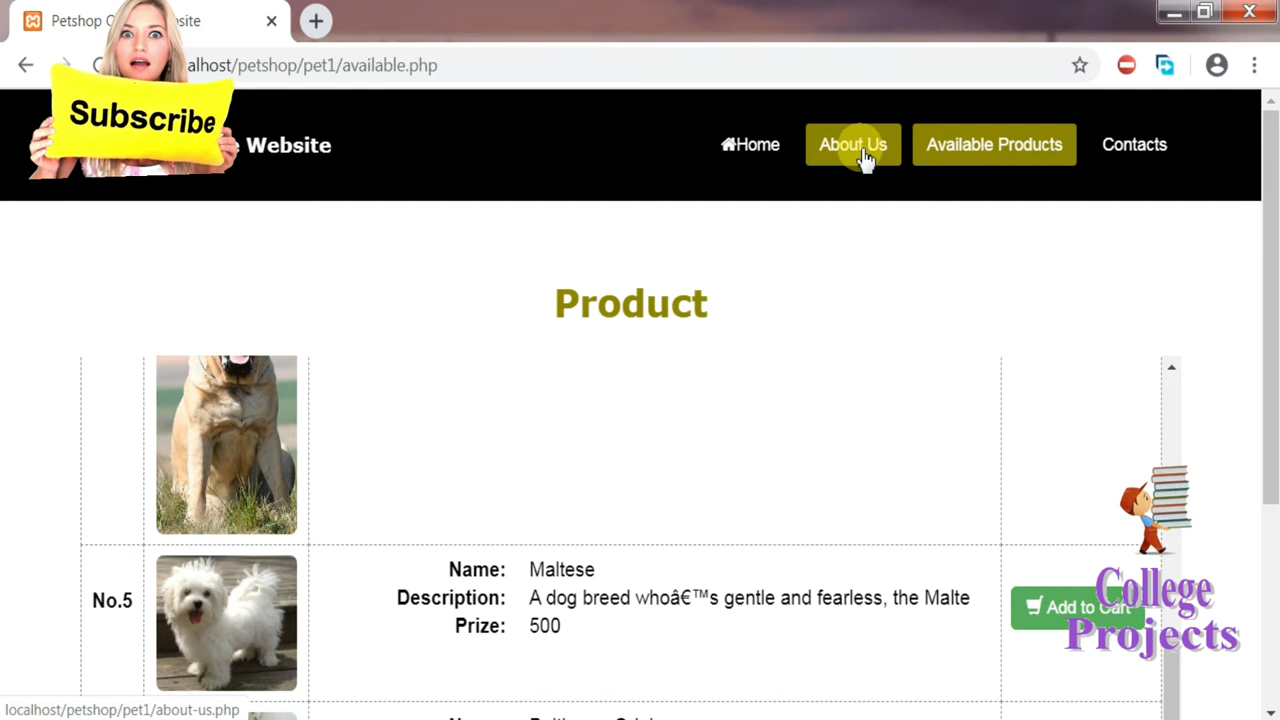 Petshop O
site
alhost/petshop/pet1/available.php
Subscribe
Website
Home
About Us
Available Products
Contacts
Product
No.5
Name: Maltese
Description: A dog breed whoâ€™s gentle and fearless, the Malte
Prize: 500
Add to Cart
College
Projects
localhost/petshop/pet1/about-us.php